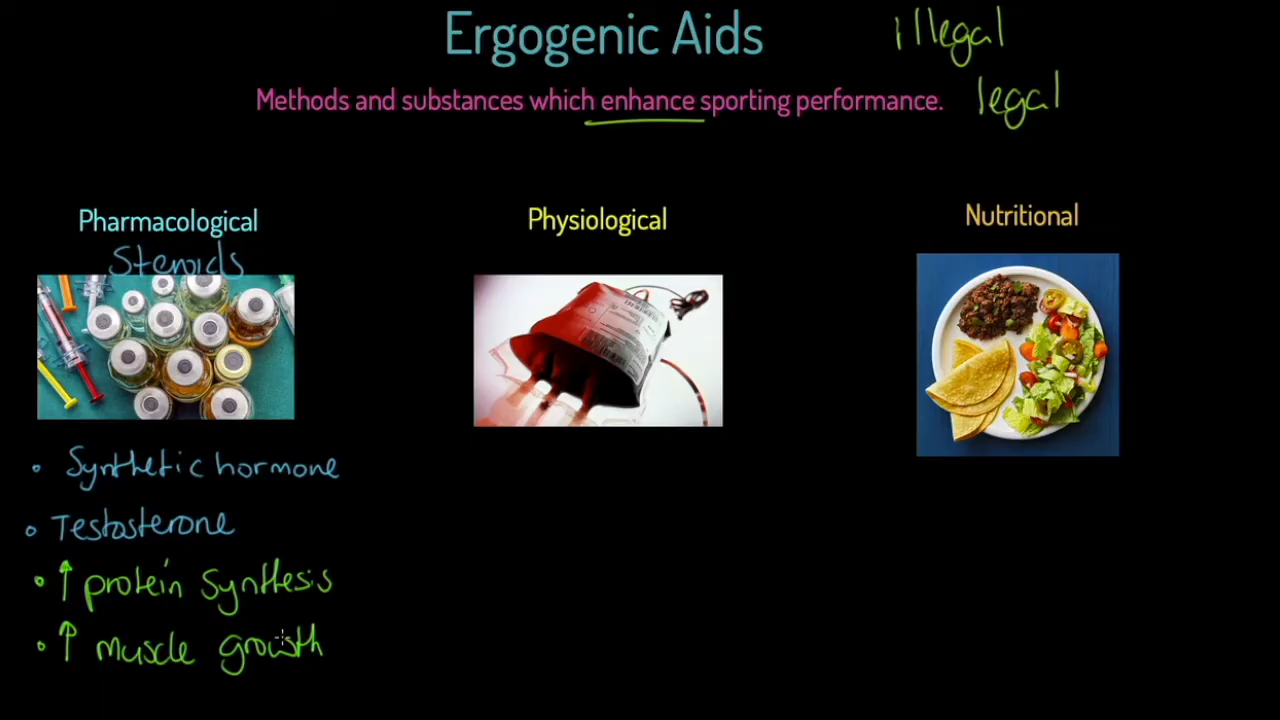 Ergogenic Aids
illegal
Methods and substances which enhance sporting performance.
legal
Pharmacological
Physiological
Nutritional
Steroids
• Synthetic hormone
• Testosterone
• ↑ protein synthesis
• ↑ muscle growth